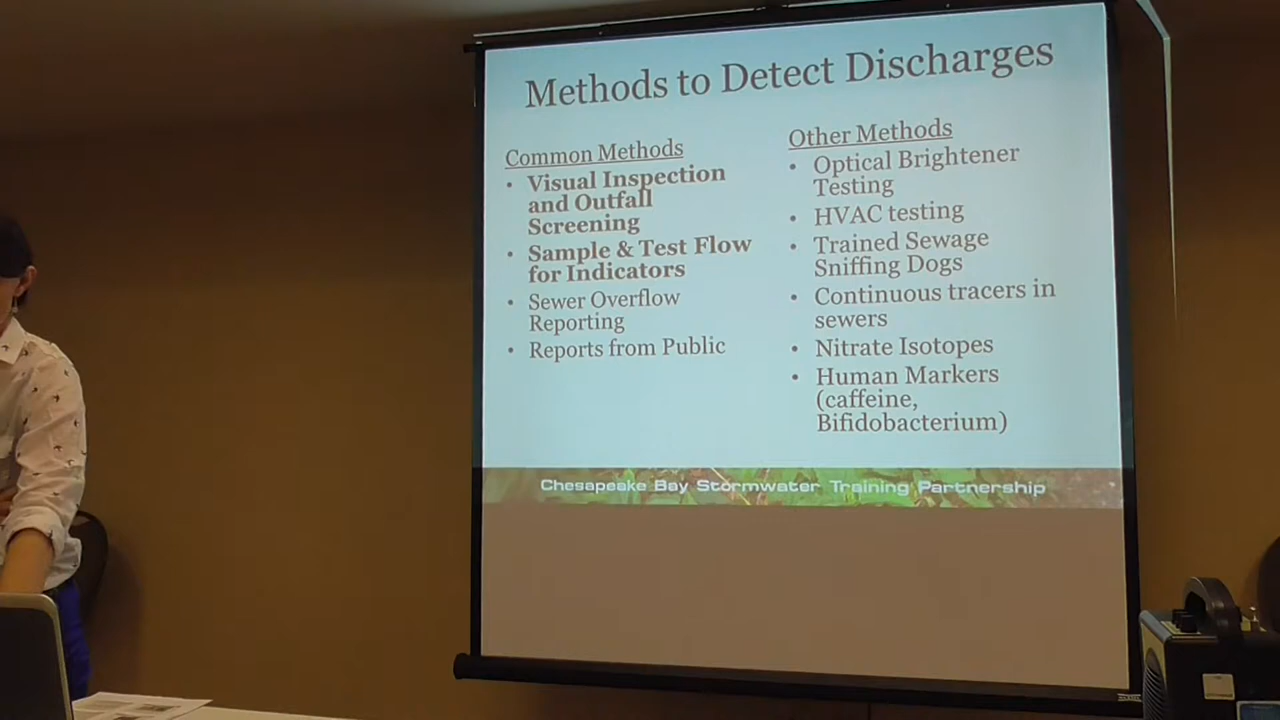 Methods to Detect Discharges
Common Methods
• Visual Inspection
and Outfall
Screening
• Sample & Test Flow
for Indicators
• Sewer Overflow
Reporting
• Reports from Public
Other Methods
• Optical Brightener
Testing
• HVAC testing
• Trained Sewage
Sniffing Dogs
• Continuous tracers in
sewers
• Nitrate Isotopes
• Human Markers
(caffeine,
Bifidobacterium)
Chesapeake Bay Stormwater Training Partnership